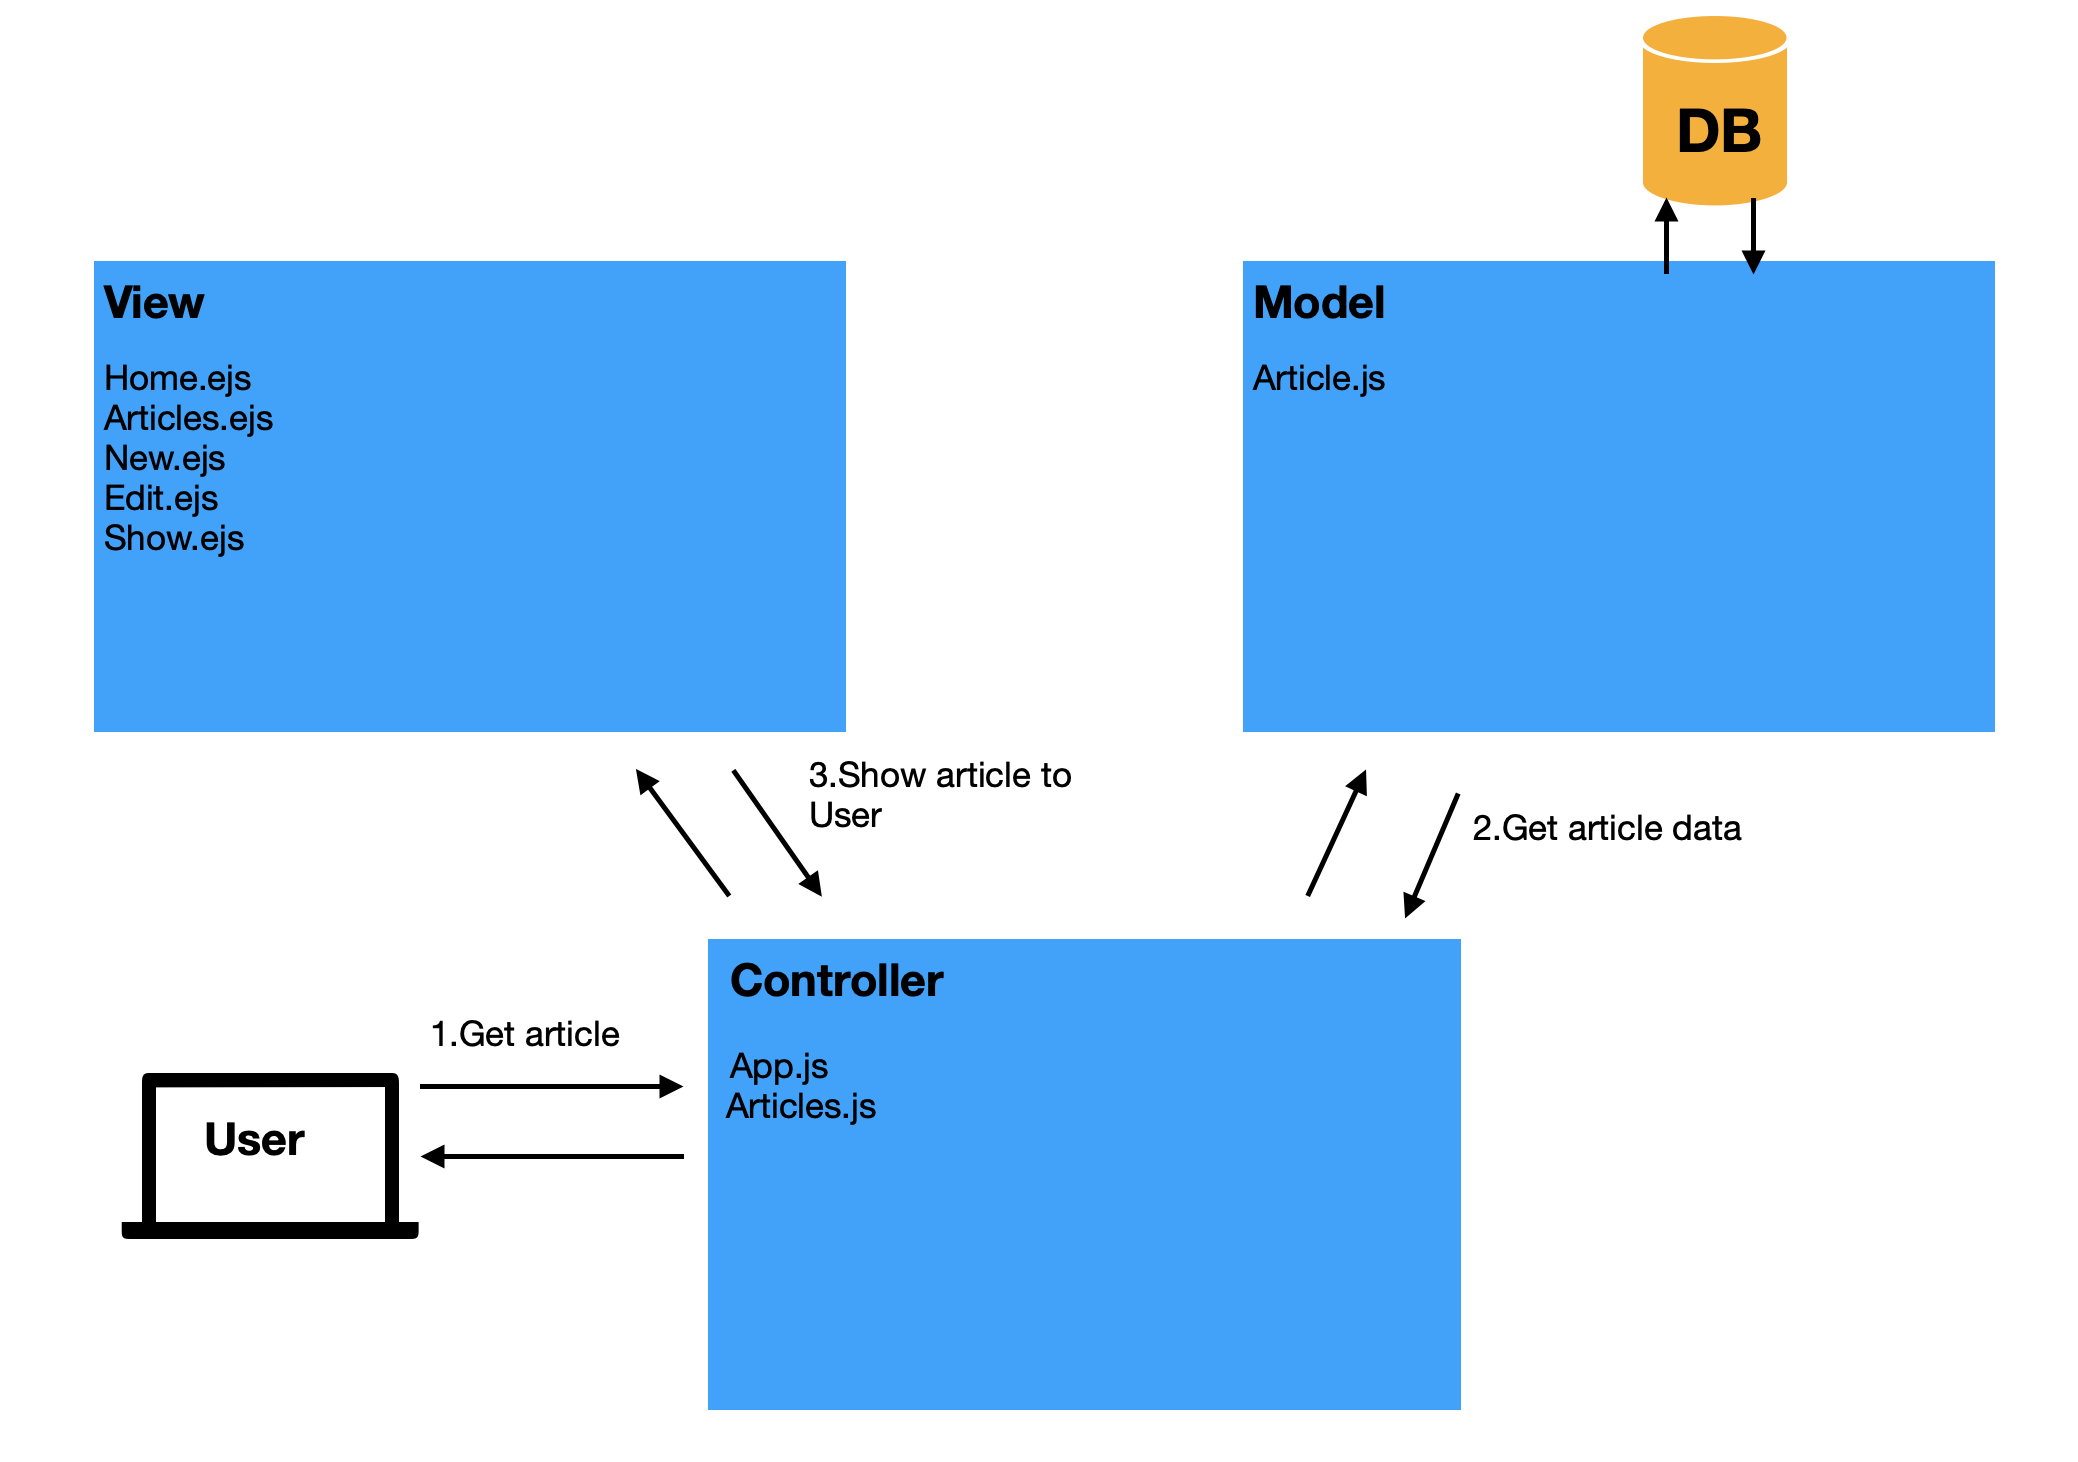 DB
View
Home.ejs
Articles.ejs
New.ejs
Edit.ejs
Show.ejs
Model
Article.js
3.Show article to
User
2.Get article data
Controller
App.js
Articles.js
1.Get article
User